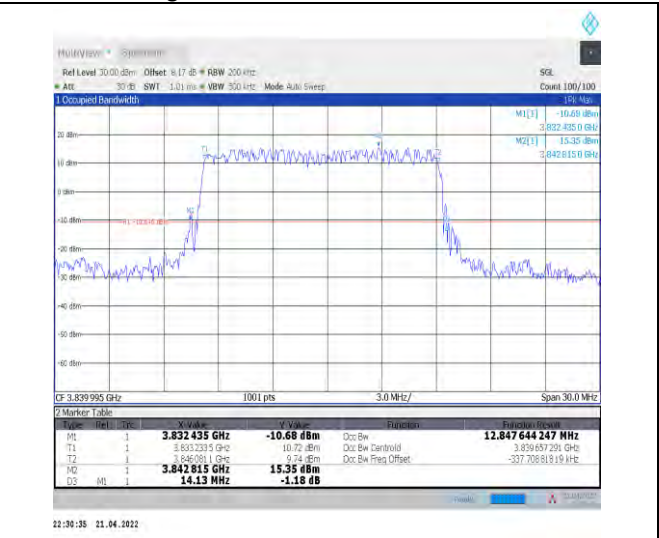 MultiView Spectrum
Ref Level 30.00 dBm Offset 8.17 dB RBW 200 kHz SGL
Att 30 dB SWT 1.01 ms VBW 500 kHz Mode Auto Sweep Count 100/100
1 Occupied Bandwidth 1Pk Max
M1[1] -10.68 dBm
3.832 435 0 GHz
20 dBm M2[1] 15.35 dBm
3.842 815 0 GHz
10 dBm
0 dBm
-10 dBm
-20 dBm
-30 dBm
-40 dBm
-50 dBm
-60 dBm
CF 3.839 995 GHz 1001 pts 3.0 MHz/ Span 30.0 MHz
2 Marker Table
Type Ref Trc X-Value Y-Value Function Function Result
M1 1 3.832 435 GHz -10.68 dBm Occ Bw 12.847 644 247 MHz
T1 1 3.833 233 5 GHz 10.72 dBm Occ Bw Centroid 3.839 657 291 GHz
T2 1 3.846 081 1 GHz 9.74 dBm Occ Bw Freq Offset -337.708 818 19 kHz
M2 1 3.842 815 GHz 15.35 dBm
D3 M1 1 14.13 MHz -1.18 dB
22:30:35 21.04.2022